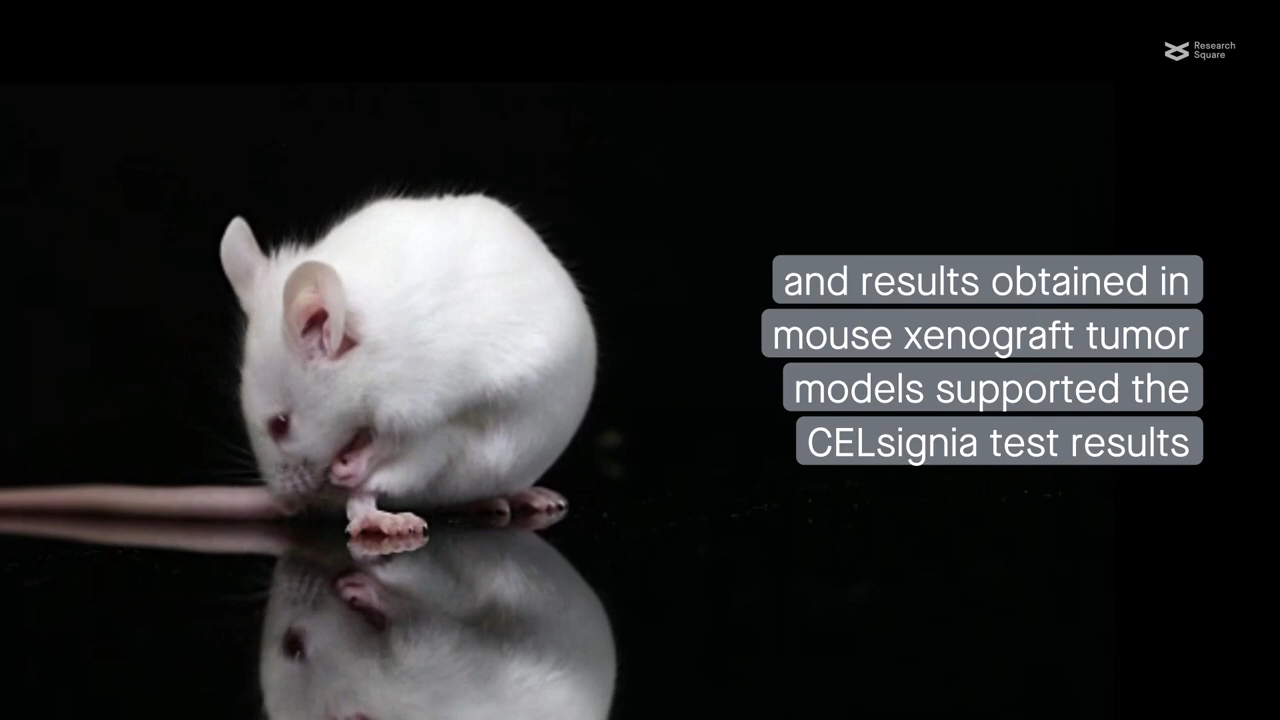 Research
Square
and results obtained in
mouse xenograft tumor
models supported the
CELsignia test results